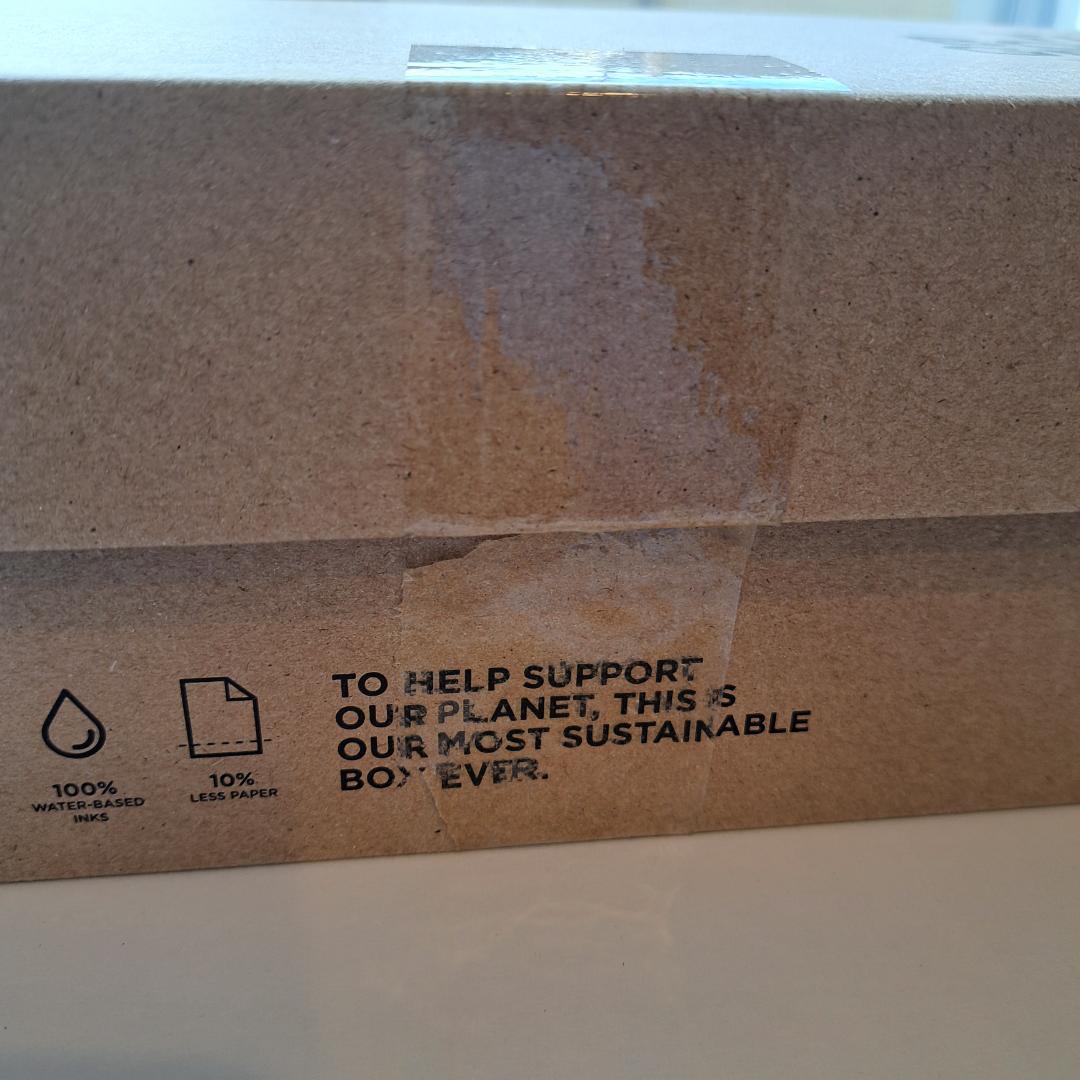 TO HELP SUPPORT
OUR PLANET, THIS IS
OUR MOST SUSTAINABLE
BOX EVER.
100%
WATER-BASED
INKS
10%
LESS PAPER